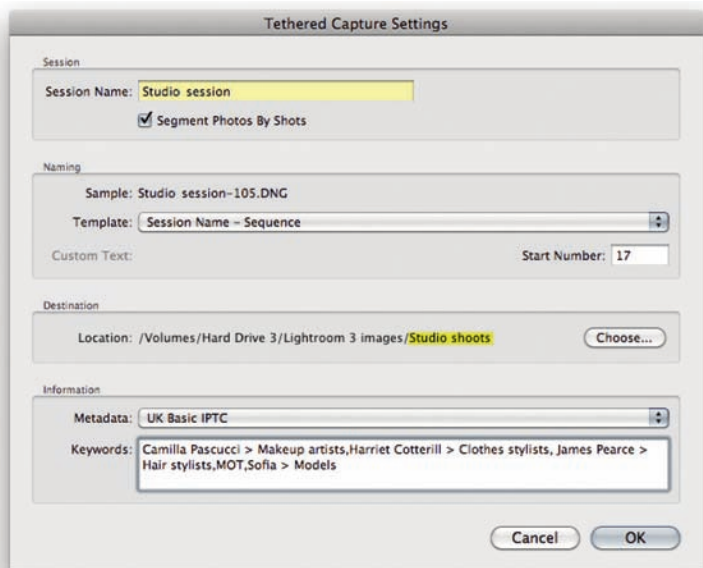 Tethered Capture Settings
Session
Session Name: Studio session
Segment Photos By Shots
Naming
Sample: Studio session-105.DNG
Template: Session Name - Sequence
Custom Text: Start Number: 17
Destination
Location: /Volumes/Hard Drive 3/Lightroom 3 images/Studio shoots Choose...
Information
Metadata: UK Basic IPTC
Keywords: Camilla Pascucci > Makeup artists,Harriet Cotterill > Clothes stylists, James Pearce >
Hair stylists,MOT,Sofia > Models
Cancel OK